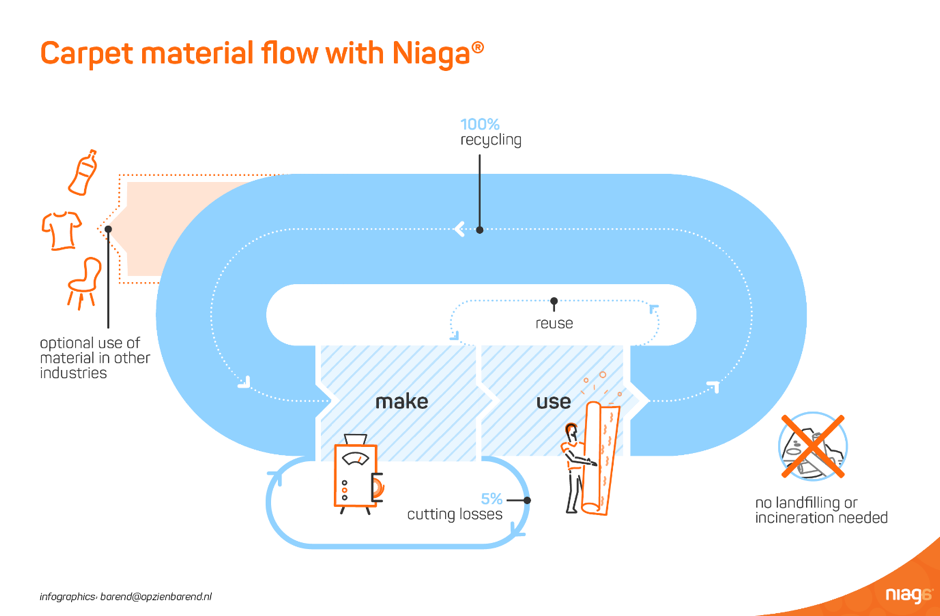 Carpet material flow with Niaga®
100%
recycling
reuse
optional use of
material in other
industries
make
use
5%
cutting losses
no landfilling or
incineration needed
infographics: barend@opzienbarend.nl
niaga